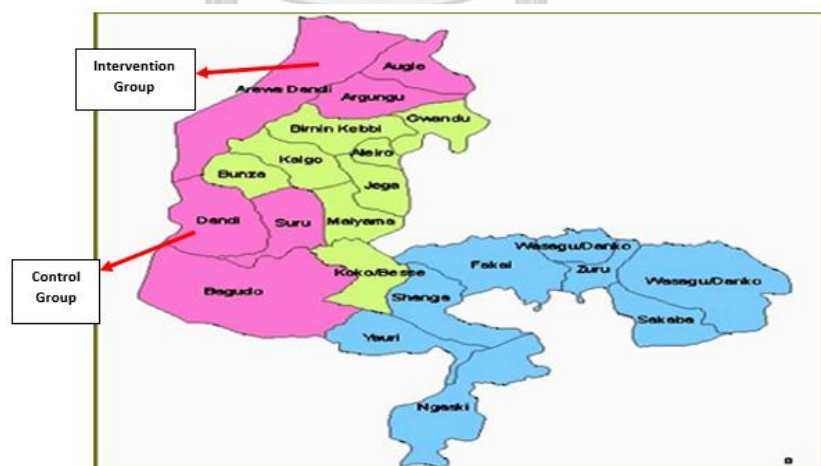 Intervention
Group
Augie
Arewa Dandi
Argungu
Gwandu
Birnin Kebbi
Aleiro
Kalgo
Bunza
Jega
Dandi
Suru
Maiyama
Control
Group
Koko/Besse
Bagudo
Wasagu/Danko
Fakai
Zuru
Wasagu/Danko
Shanga
Sakaba
Yauri
Ngaski